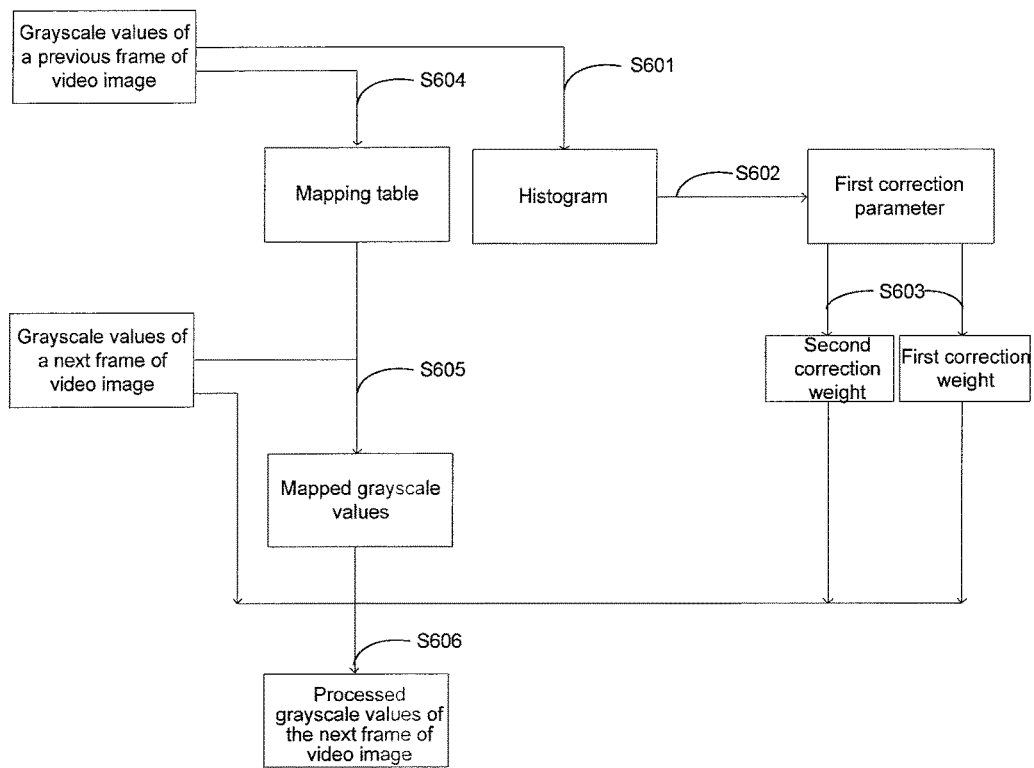 Grayscale values of
a previous frame of
video image
S604
S601
Mapping table
Histogram
S602
First correction
parameter
S603
Grayscale values of
a next frame of
video image
S605
Second
correction
weight
First correction
weight
Mapped grayscale
values
S606
Processed
grayscale values of
the next frame of
video image